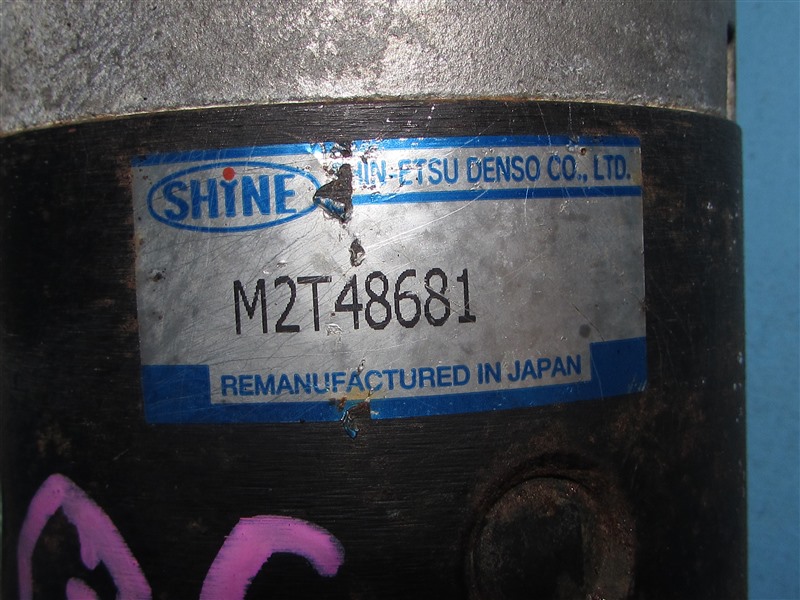 SHINE
IN-ETSU DENSO CO., LTD.
M2T48681
REMANUFACTURED IN JAPAN